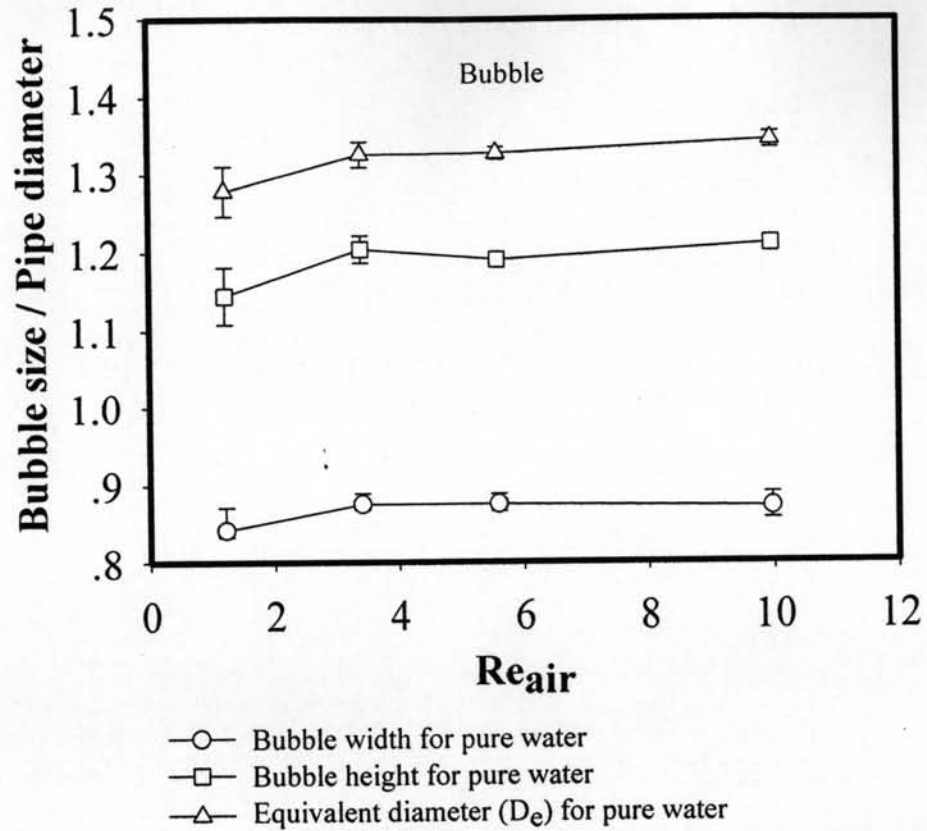 Bubble size / Pipe diameter
1.5
1.4
1.3
1.2
1.1
1.0
.9
.8
Bubble
0 2 4 6 8 10 12
Reair
Bubble width for pure water
Bubble height for pure water
Equivalent diameter (De) for pure water